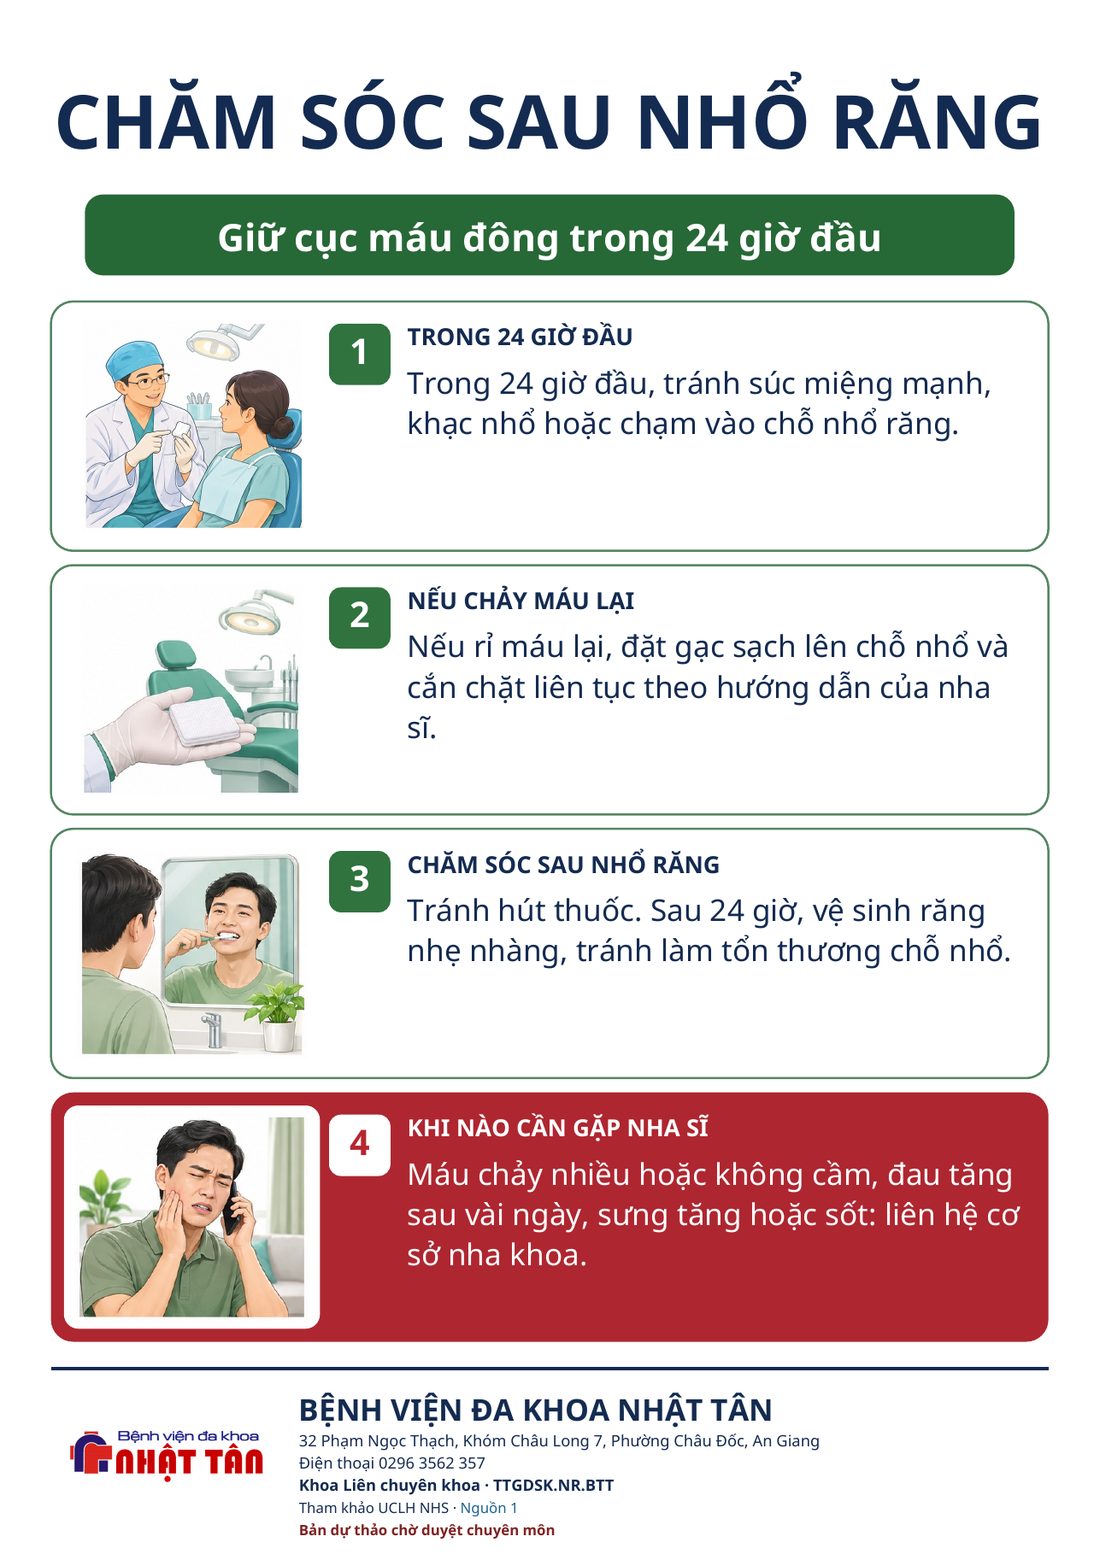 CHĂM SÓC SAU NHỔ RĂNG
Giữ cục máu đông trong 24 giờ đầu
1
TRONG 24 GIỜ ĐẦU
Trong 24 giờ đầu, tránh súc miệng mạnh,
khạc nhổ hoặc chạm vào chỗ nhổ răng.
2
NẾU CHẢY MÁU LẠI
Nếu rỉ máu lại, đặt gạc sạch lên chỗ nhổ và
cắn chặt liên tục theo hướng dẫn của nha
sĩ.
3
CHĂM SÓC SAU NHỔ RĂNG
Tránh hút thuốc. Sau 24 giờ, vệ sinh răng
nhẹ nhàng, tránh làm tổn thương chỗ nhổ.
4
KHI NÀO CẦN GẶP NHA SĨ
Máu chảy nhiều hoặc không cầm, đau tăng
sau vài ngày, sưng tăng hoặc sốt: liên hệ cơ
sở nha khoa.
Bệnh viện đa khoa
NHẬT TÂN
BỆNH VIỆN ĐA KHOA NHẬT TÂN
32 Phạm Ngọc Thạch, Khóm Châu Long 7, Phường Châu Đốc, An Giang
Điện thoại 0296 3562 357
Khoa Liên chuyên khoa · TTGDSK.NR.BTT
Tham khảo UCLH NHS · Nguồn 1
Bản dự thảo chờ duyệt chuyên môn